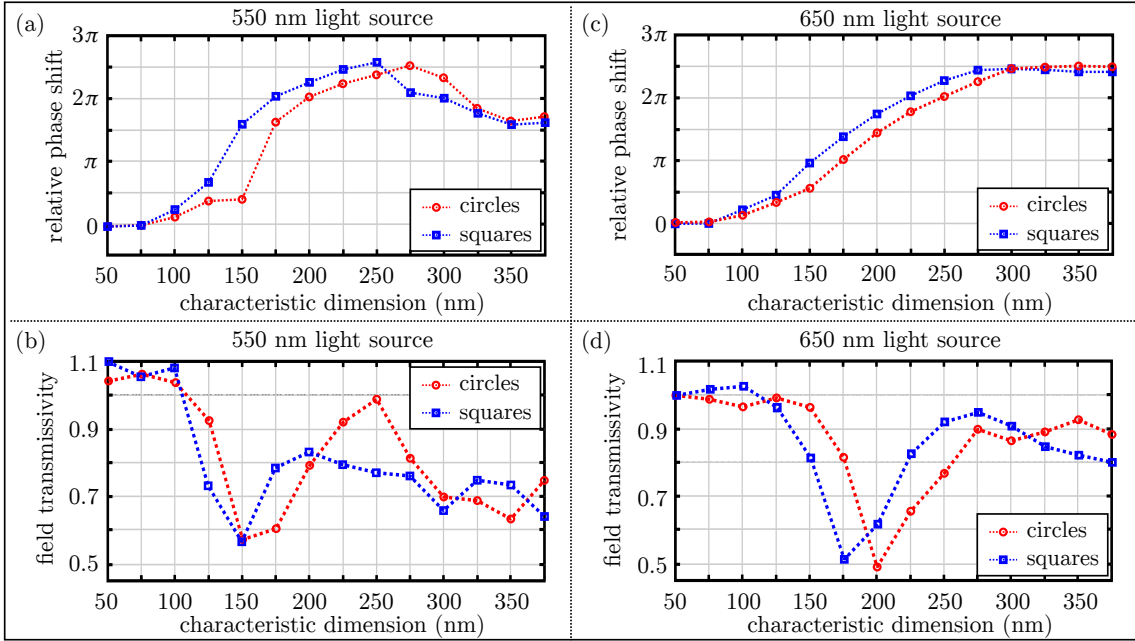 (a)
550 nm light source
3π
2π
π
0
relative phase shift
circles
squares
50 100 150 200 250 300 350
characteristic dimension (nm)
(c)
650 nm light source
3π
2π
π
0
relative phase shift
circles
squares
50 100 150 200 250 300 350
characteristic dimension (nm)
(b)
550 nm light source
1.1
0.9
0.7
0.5
field transmissivity
circles
squares
50 100 150 200 250 300 350
characteristic dimension (nm)
(d)
650 nm light source
1.1
0.9
0.7
0.5
field transmissivity
circles
squares
50 100 150 200 250 300 350
characteristic dimension (nm)